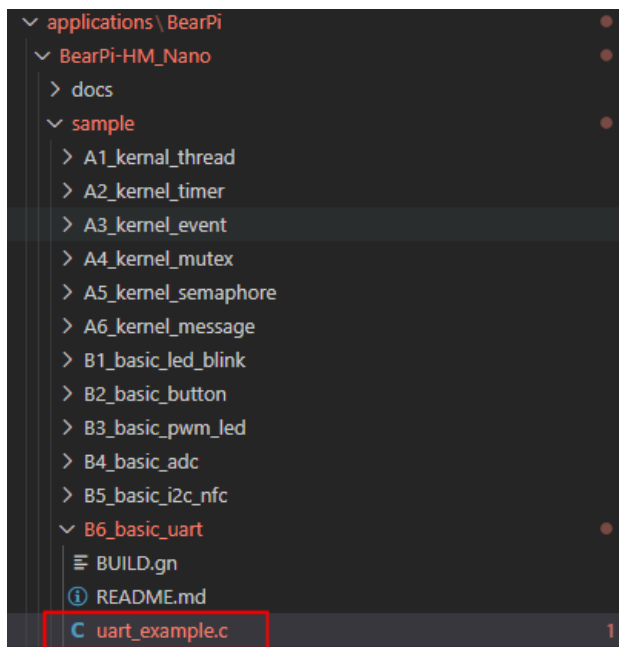 applications\BearPi
BearPi-HM_Nano
docs
sample
A1_kernal_thread
A2_kernel_timer
A3_kernel_event
A4_kernel_mutex
A5_kernel_semaphore
A6_kernel_message
B1_basic_led_blink
B2_basic_button
B3_basic_pwm_led
B4_basic_adc
B5_basic_i2c_nfc
B6_basic_uart
BUILD.gn
README.md
C uart_example.c 1